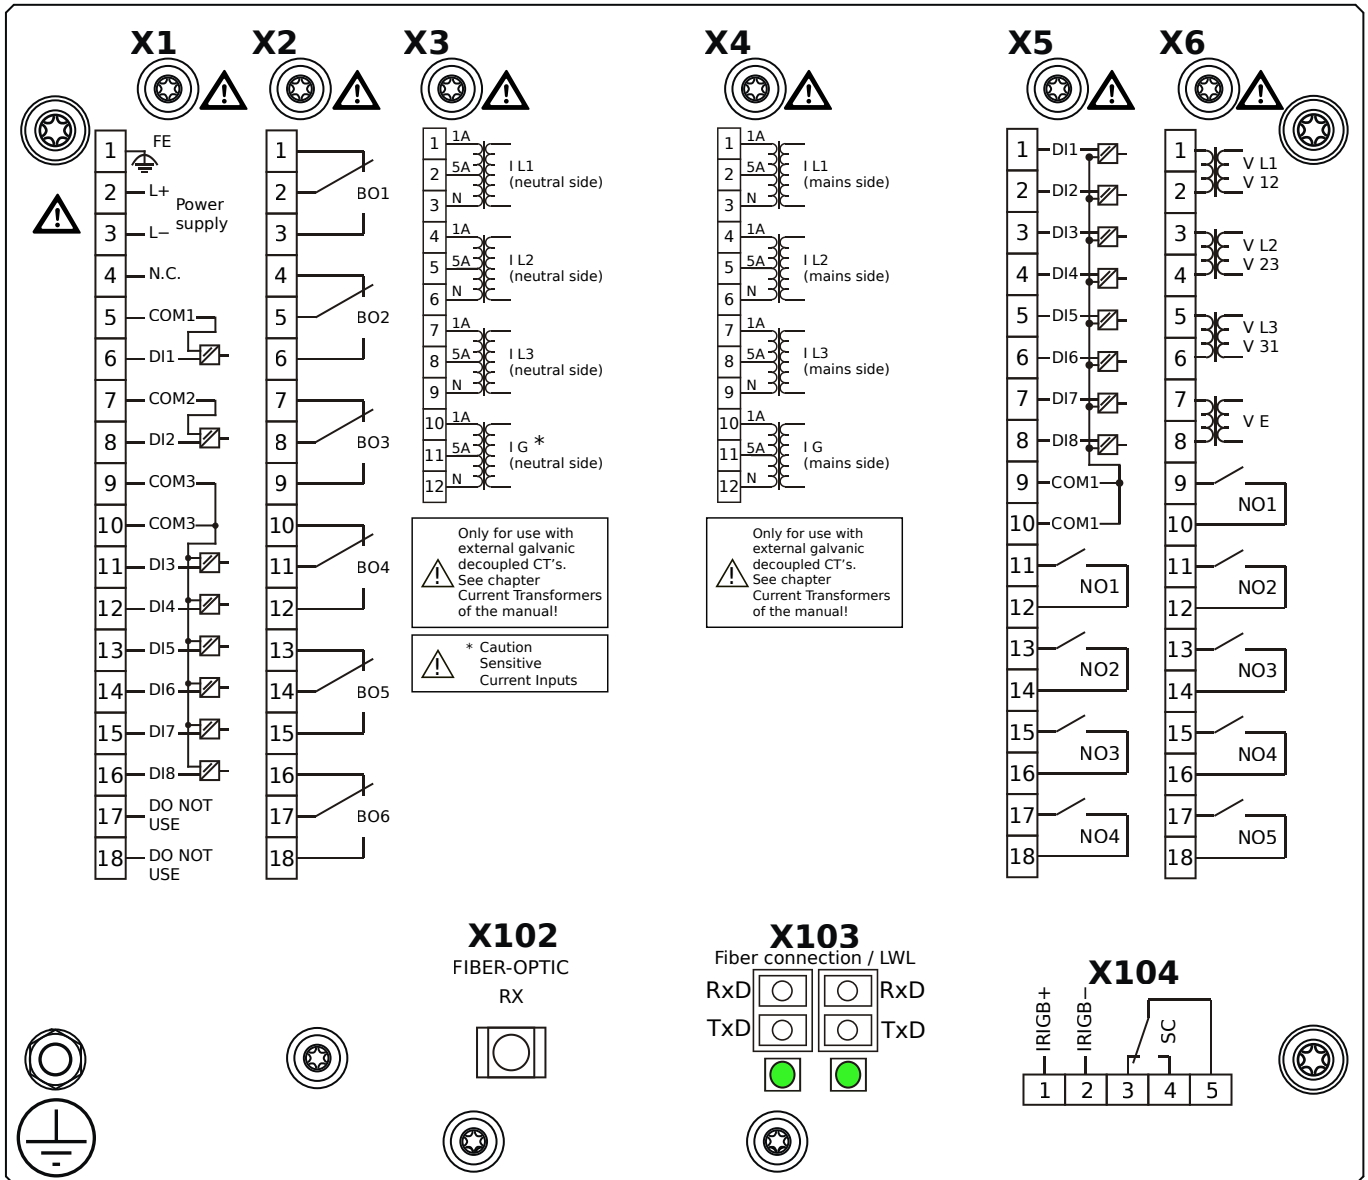 X1
X2
X3
X4
X5
X6
1
FE
2
L+
Power
supply
3
L−
4
N.C.
5
COM1
6
DI1
7
COM2
8
DI2
9
COM3
10
COM3
11
DI3
12
DI4
13
DI5
14
DI6
15
DI7
16
DI8
17
DO NOT
USE
18
DO NOT
USE
1
2
BO1
3
4
5
BO2
6
7
8
BO3
9
10
11
BO4
12
13
14
BO5
15
16
17
BO6
18
1
1A
2
5A
I L1
(neutral side)
3
N
4
1A
5
5A
I L2
(neutral side)
6
N
7
1A
8
5A
I L3
(neutral side)
9
N
10
1A
11
5A
I G *
(neutral side)
12
N
Only for use with
external galvanic
decoupled CT’s.
See chapter
Current Transformers
of the manual!
* Caution
Sensitive
Current Inputs
1
1A
2
5A
I L1
(mains side)
3
N
4
1A
5
5A
I L2
(mains side)
6
N
7
1A
8
5A
I L3
(mains side)
9
N
10
1A
11
5A
I G
(mains side)
12
N
Only for use with
external galvanic
decoupled CT’s.
See chapter
Current Transformers
of the manual!
1
DI1
2
DI2
3
DI3
4
DI4
5
DI5
6
DI6
7
DI7
8
DI8
9
COM1
10
COM1
11
NO1
12
13
NO2
14
15
NO3
16
17
NO4
18
1
V L1
V 12
2
3
V L2
V 23
4
5
V L3
V 31
6
7
V E
8
9
NO1
10
11
NO2
12
13
NO3
14
15
NO4
16
17
NO5
18
X102
FIBER-OPTIC
RX
X103
Fiber connection / LWL
RxD
RxD
TxD
TxD
X104
IRIGB+
IRIGB−
SC
1 2 3 4 5